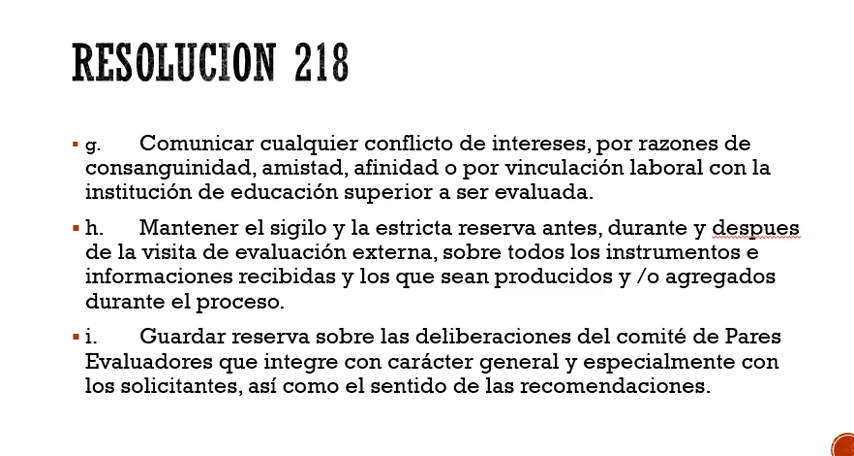 RESOLUCION 218
▪ g. Comunicar cualquier conflicto de intereses, por razones de
consanguinidad, amistad, afinidad o por vinculación laboral con la
institución de educación superior a ser evaluada.
▪ h. Mantener el sigilo y la estricta reserva antes, durante y despues
de la visita de evaluación externa, sobre todos los instrumentos e
informaciones recibidas y los que sean producidos y /o agregados
durante el proceso.
▪ i. Guardar reserva sobre las deliberaciones del comité de Pares
Evaluadores que integre con carácter general y especialmente con
los solicitantes, así como el sentido de las recomendaciones.